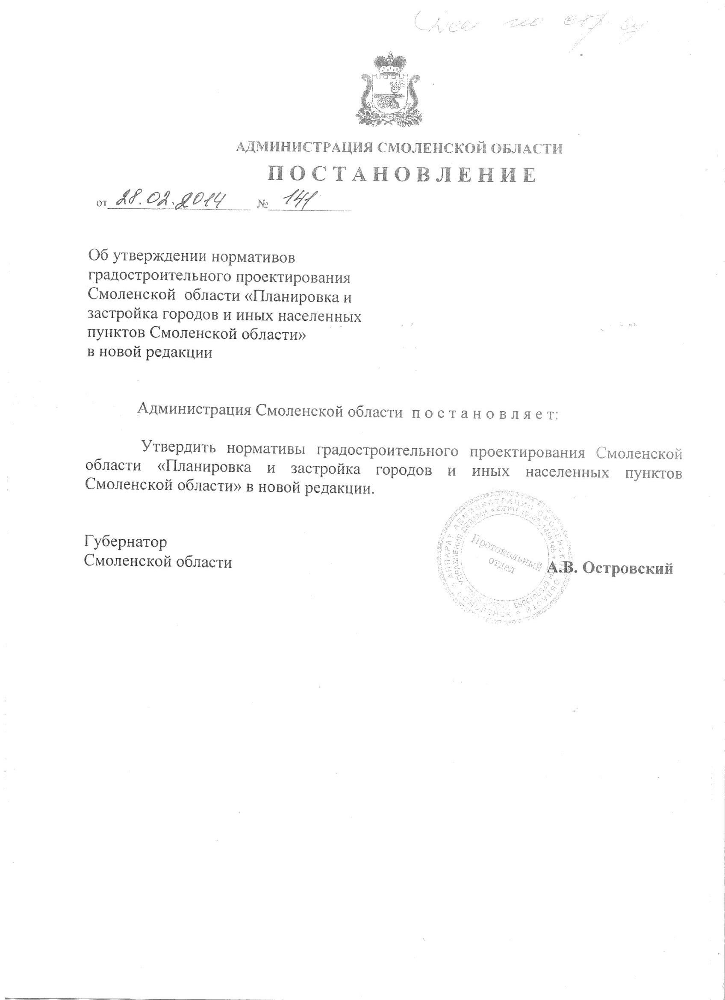 АДМИНИСТРАЦИЯ СМОЛЕНСКОЙ ОБЛАСТИ
П О С Т А Н О В Л Е Н И Е
от 28.02.2014 № 141
Об утверждении нормативов
градостроительного проектирования
Смоленской области «Планировка и
застройка городов и иных населенных
пунктов Смоленской области»
в новой редакции
Администрация Смоленской области п о с т а н о в л я е т:
Утвердить нормативы градостроительного проектирования Смоленской
области «Планировка и застройка городов и иных населенных пунктов
Смоленской области» в новой редакции.
Губернатор
Смоленской области
А.В. Островский
АППАРАТ АДМИНИСТРАЦИИ СМОЛЕНСКОЙ ОБЛАСТИ * Г. СМОЛЕНСК *
УПРАВЛЕНИЕ ДЕЛАМИ * ОГРН
Протокольный
отдел